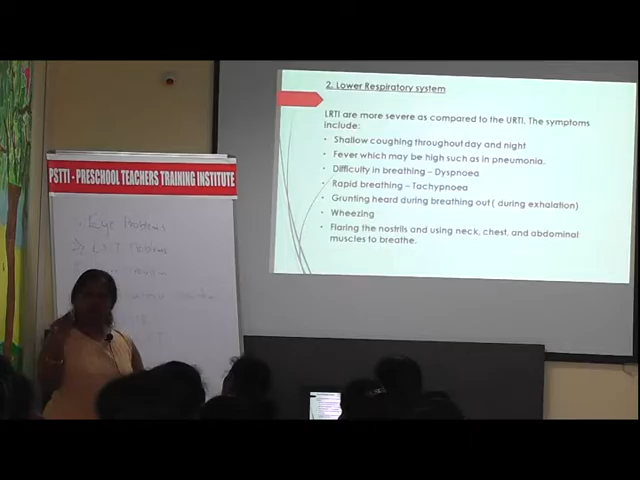 2. Lower Respiratory system
LRTI are more severe as compared to the URTI. The symptoms
include:
• Shallow coughing throughout day and night
• Fever which may be high such as in pneumonia.
• Difficulty in breathing – Dyspnoea
• Rapid breathing – Tachypnoea
• Grunting heard during breathing out ( during exhalation)
• Wheezing
• Flaring the nostrils and using neck, chest, and abdominal
muscles to breathe.
PSTTI - PRESCHOOL TEACHERS TRAINING INSTITUTE
Eye Problems